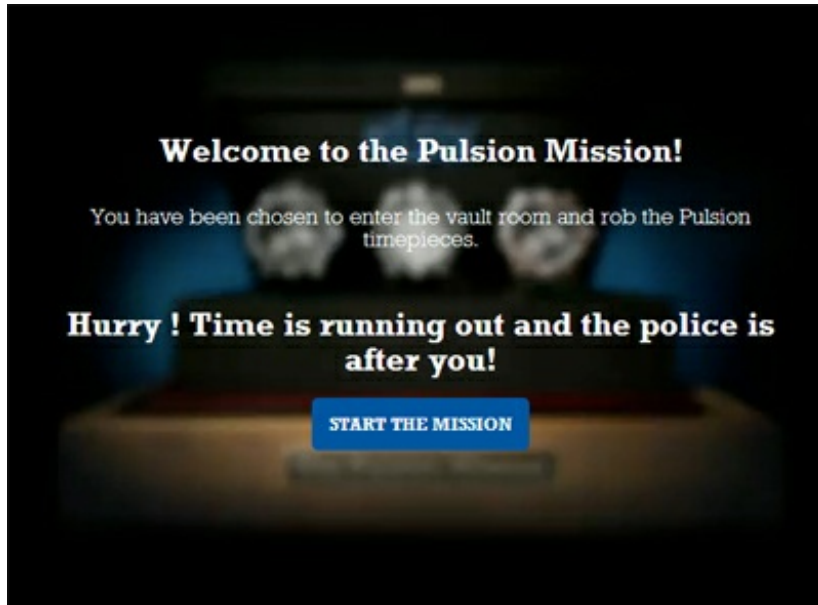 Welcome to the Pulsion Mission!
You have been chosen to enter the vault room and rob the Pulsion
timepieces.
Hurry ! Time is running out and the police is
after you!
START THE MISSION